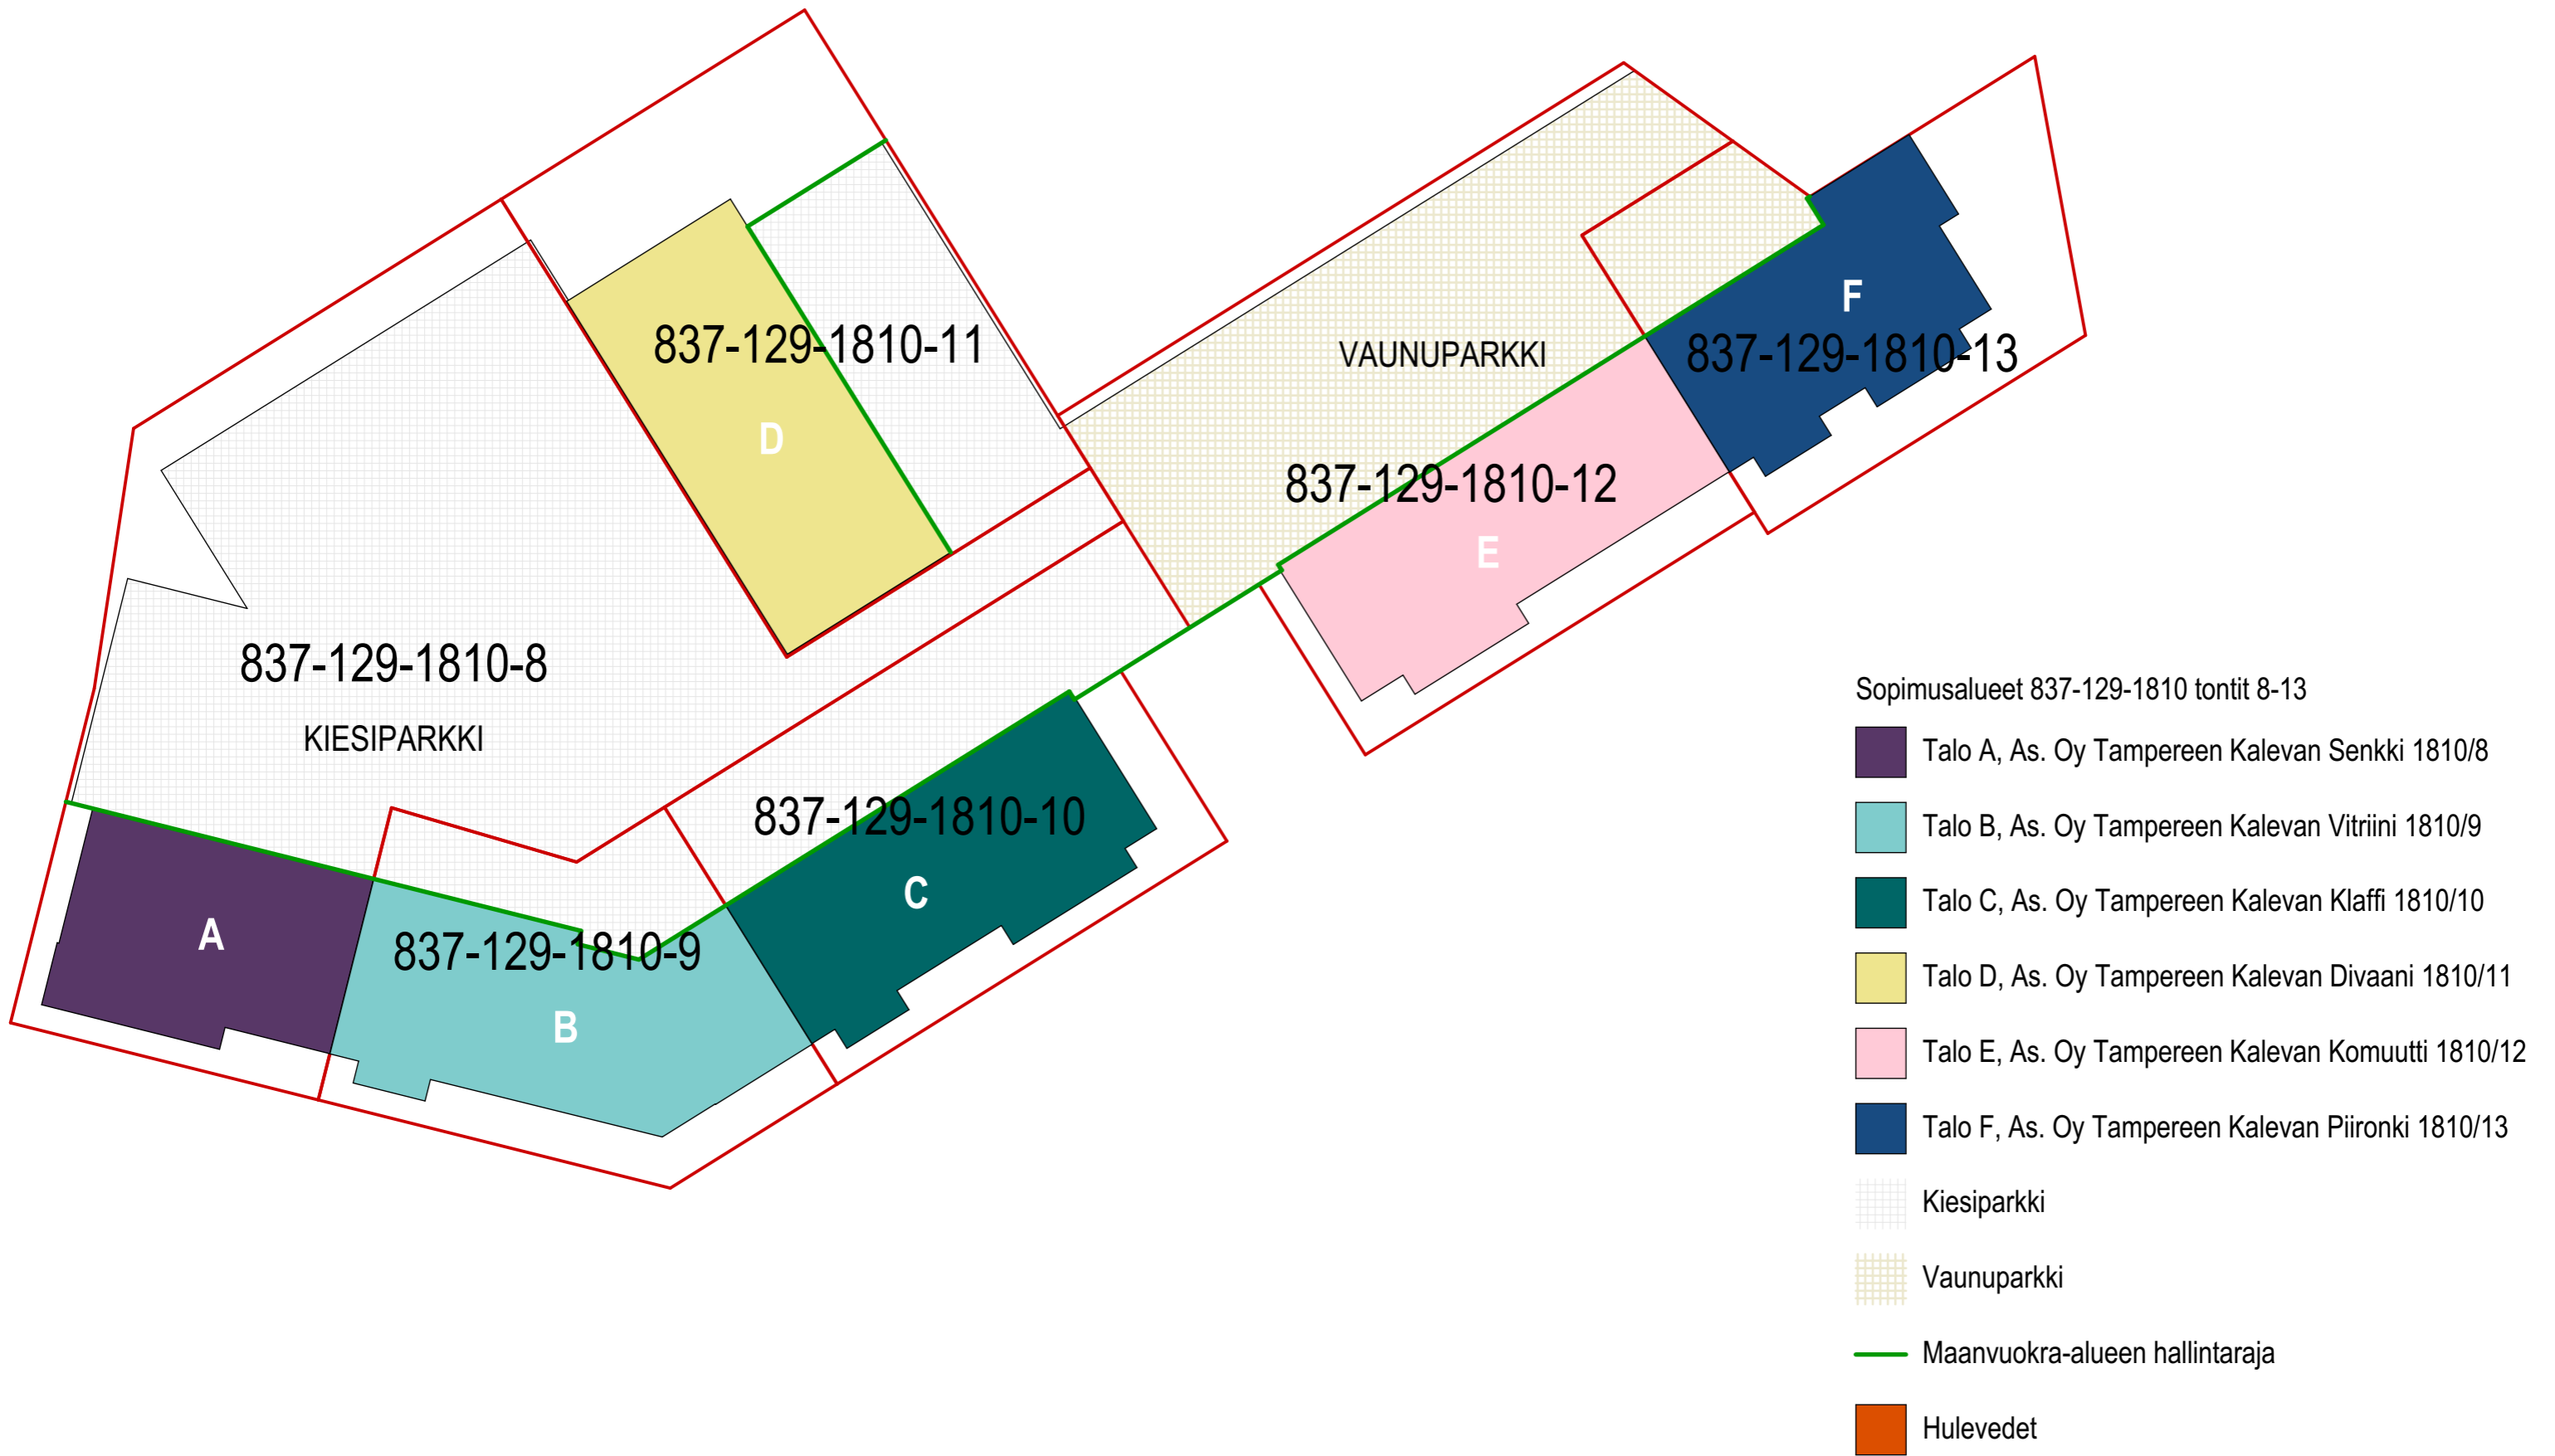 837-129-1810-11
D
VAUNUPARKKI
F
837-129-1810-13
837-129-1810-12
E
837-129-1810-8
KIESIPARKKI
837-129-1810-10
C
A
837-129-1810-9
B
Sopimusalueet 837-129-1810 tontit 8-13
Talo A, As. Oy Tampereen Kalevan Senkki 1810/8
Talo B, As. Oy Tampereen Kalevan Vitriini 1810/9
Talo C, As. Oy Tampereen Kalevan Klaffi 1810/10
Talo D, As. Oy Tampereen Kalevan Divaani 1810/11
Talo E, As. Oy Tampereen Kalevan Komuutti 1810/12
Talo F, As. Oy Tampereen Kalevan Piironki 1810/13
Kiesiparkki
Vaunuparkki
Maanvuokra-alueen hallintaraja
Hulevedet